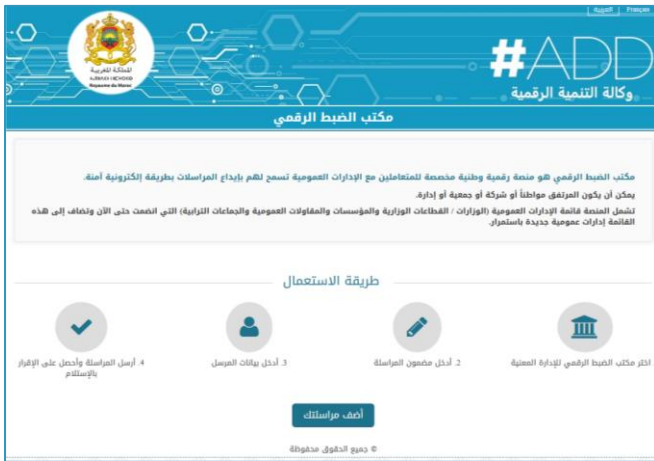 العربية | Français
المملكة المغربية
Royaume du Maroc
#ADD
وكالة التنمية الرقمية
مكتب الضبط الرقمي
مكتب الضبط الرقمي هو منصة رقمية وطنية مخصصة للمتعاملين مع الإدارات العمومية تسمح لهم بإيداع المراسلات بطريقة إلكترونية آمنة.
يمكن أن يكون المرتفق مواطناً أو شركة أو جمعية أو إدارة.
تشمل المنصة قائمة الإدارات العمومية (الوزارات / القطاعات الوزارية والمؤسسات والمقاولات العمومية والجماعات الترابية) التي انضمت حتى الآن وتضاف إلى هذه
القائمة إدارات عمومية جديدة باستمرار.
طريقة الاستعمال
اختر مكتب الضبط الرقمي للإدارة المعنية
2. أدخل مضمون المراسلة
3. أدخل بيانات المرسل
4. أرسل المراسلة وأحصل على الإقرار
بالإستلام
أضف مراسلتك
© جميع الحقوق محفوظة